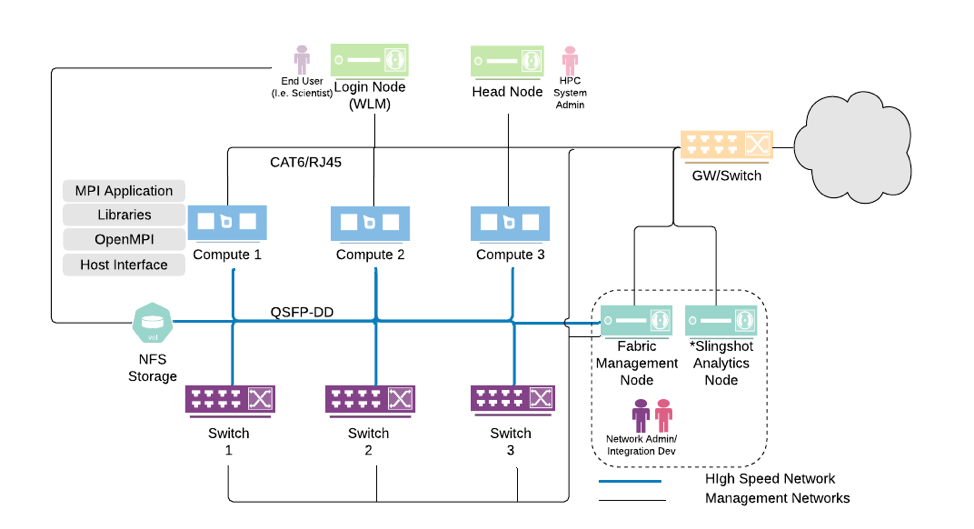 End User
(I.e. Scientist)
Login Node
(WLM)
Head Node
HPC
System
Admin
CAT6/RJ45
GW/Switch
MPI Application
Libraries
OpenMPI
Host Interface
Compute 1
Compute 2
Compute 3
QSFP-DD
vol
NFS
Storage
Fabric
Management
Node
*Slingshot
Analytics
Node
Switch
1
Switch
2
Switch
3
Network Admin/
Integration Dev
HIgh Speed Network
Management Networks